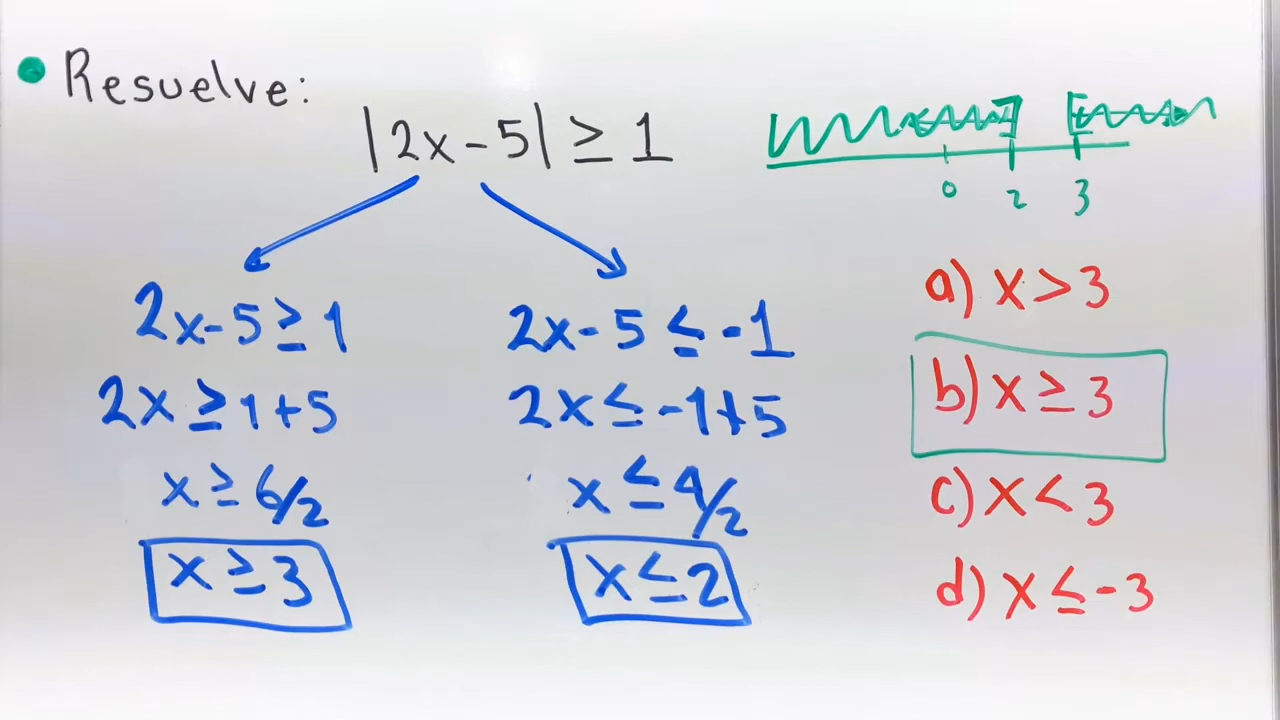 Resuelve:
|2x-5| ≥ 1
0 2 3
2x-5 ≥ 1
2x ≥ 1+5
x ≥ 6/2
x ≥ 3
2x-5 ≤ -1
2x ≤ -1+5
x ≤ 4/2
x ≤ 2
a) x > 3
b) x ≥ 3
c) x < 3
d) x ≤ -3